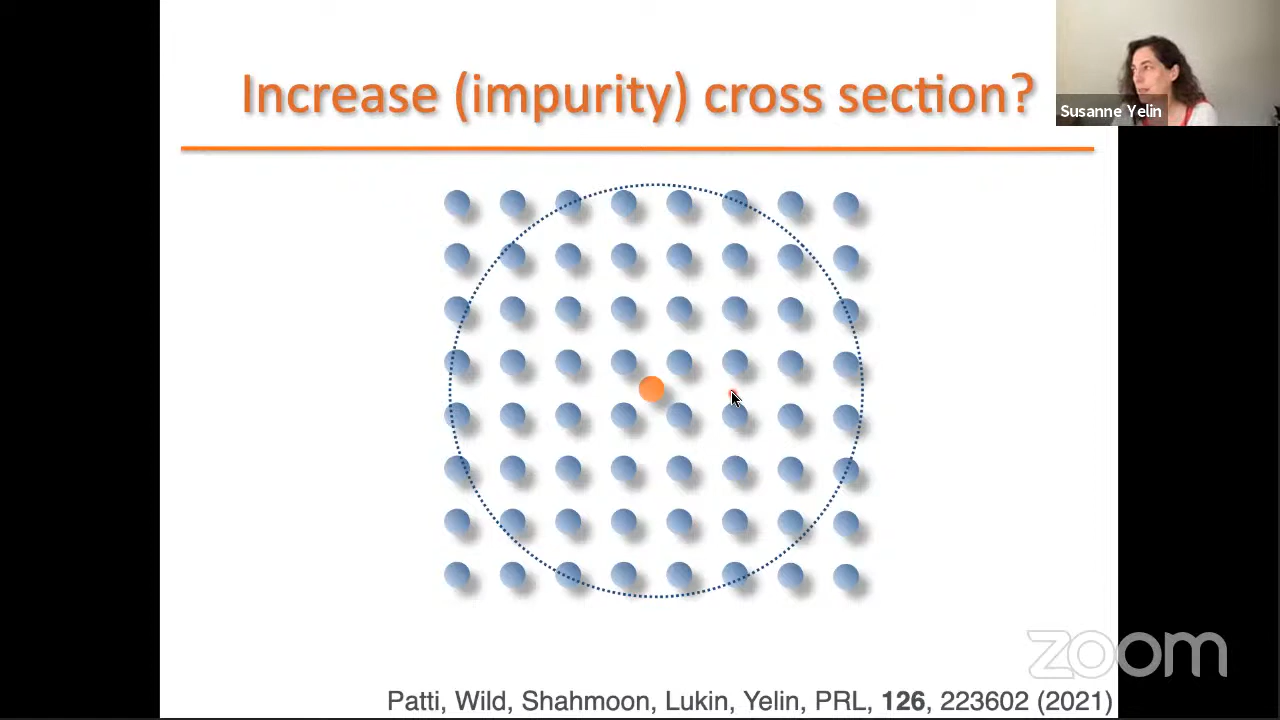 Increase (impurity) cross section?
Susanne Yelin
zoom
Patti, Wild, Shahmoon, Lukin, Yelin, PRL, 126, 223602 (2021)